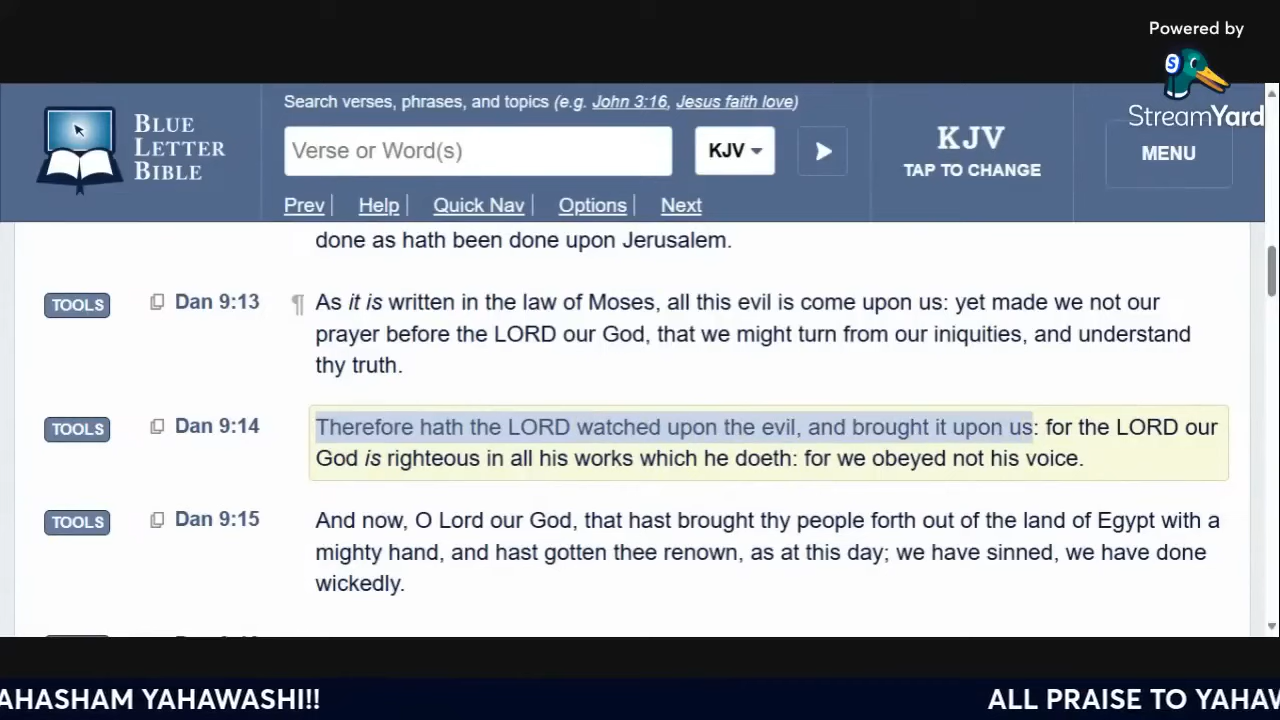 Powered by
S
StreamYard
BLUE
LETTER
BIBLE
Search verses, phrases, and topics (e.g. John 3:16, Jesus faith love)
Verse or Word(s)
KJV
KJV
TAP TO CHANGE
MENU
Prev | Help | Quick Nav | Options | Next
done as hath been done upon Jerusalem.
TOOLS Dan 9:13 ¶ As it is written in the law of Moses, all this evil is come upon us: yet made we not our
prayer before the LORD our God, that we might turn from our iniquities, and understand
thy truth.
TOOLS Dan 9:14 Therefore hath the LORD watched upon the evil, and brought it upon us: for the LORD our
God is righteous in all his works which he doeth: for we obeyed not his voice.
TOOLS Dan 9:15 And now, O Lord our God, that hast brought thy people forth out of the land of Egypt with a
mighty hand, and hast gotten thee renown, as at this day; we have sinned, we have done
wickedly.
AHASHAM YAHAWASHI!! ALL PRAISE TO YAHAW